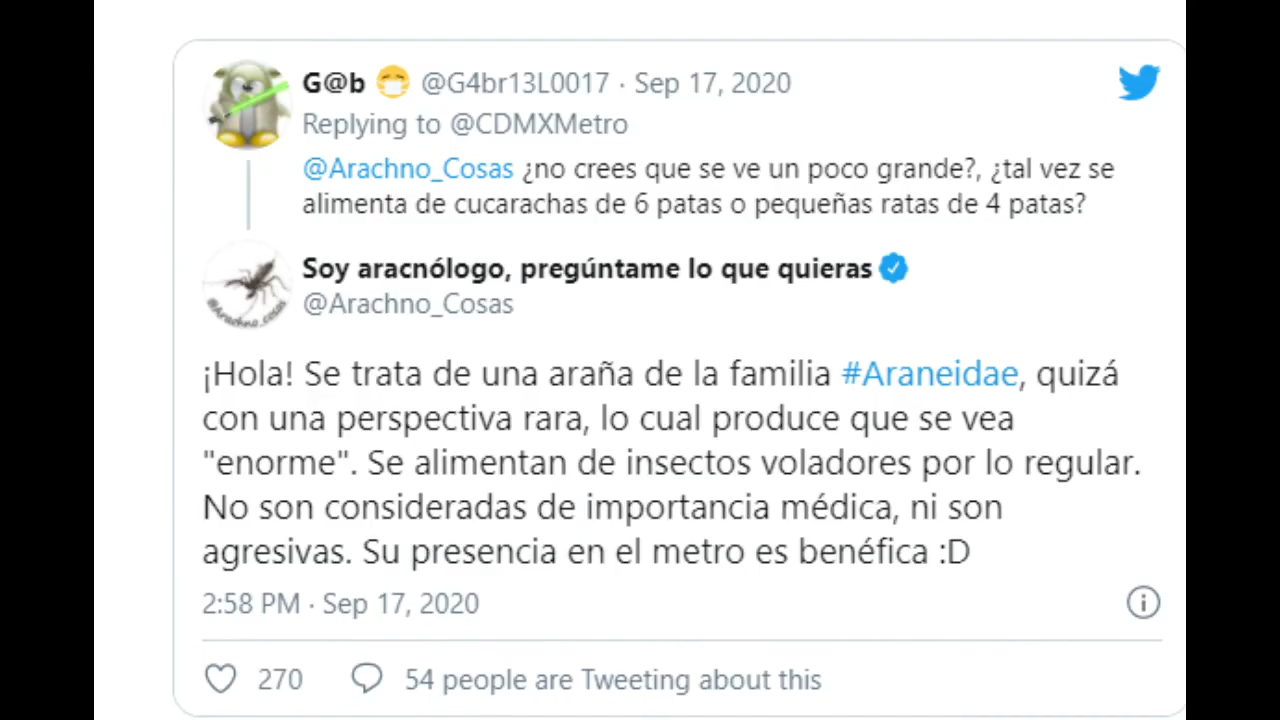 G@b 😷 @G4br13L0017 · Sep 17, 2020
Replying to @CDMXMetro
@Arachno_Cosas ¿no crees que se ve un poco grande?, ¿tal vez se
alimenta de cucarachas de 6 patas o pequeñas ratas de 4 patas?
Soy aracnólogo, pregúntame lo que quieras
@Arachno_Cosas
@Arachno_cosas
¡Hola! Se trata de una araña de la familia #Araneidae, quizá
con una perspectiva rara, lo cual produce que se vea
"enorme". Se alimentan de insectos voladores por lo regular.
No son consideradas de importancia médica, ni son
agresivas. Su presencia en el metro es benéfica :D
2:58 PM · Sep 17, 2020
270 54 people are Tweeting about this